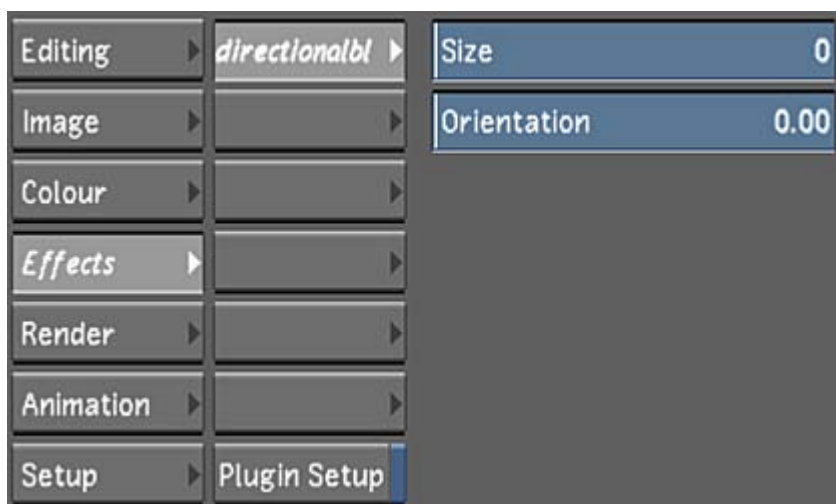 Editing
directionalbl
Size 0
Image
Orientation 0.00
Colour
Effects
Render
Animation
Setup
Plugin Setup